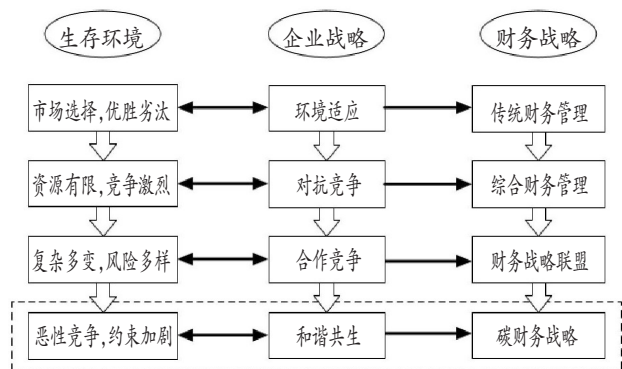 生存环境 企业战略 财务战略
市场选择,优胜劣汰 环境适应 传统财务管理
资源有限,竞争激烈 对抗竞争 综合财务管理
复杂多变,风险多样 合作竞争 财务战略联盟
恶性竞争,约束加剧 和谐共生 碳财务战略